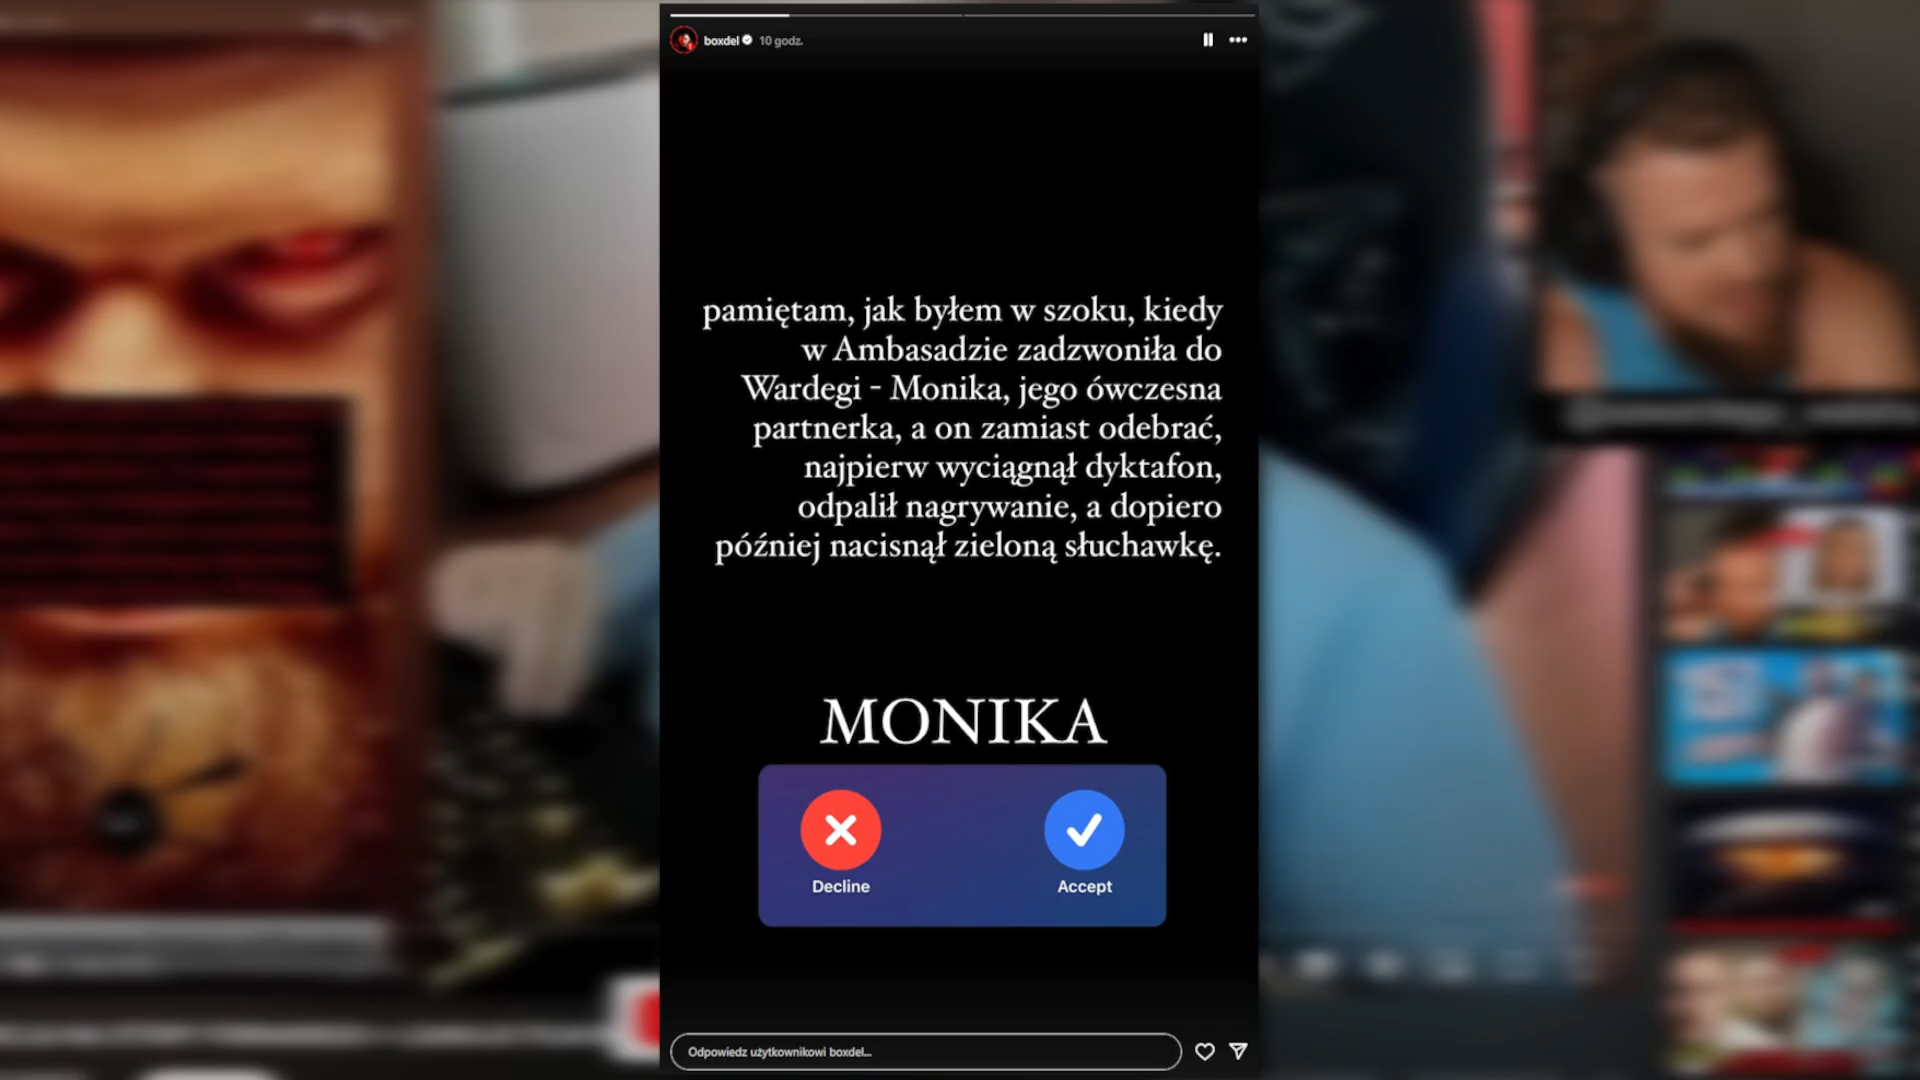 boxdel 10 godz.
pamiętam, jak byłem w szoku, kiedy
w Ambasadzie zadzwoniła do
Wardegi - Monika, jego ówczesna
partnerka, a on zamiast odebrać,
najpierw wyciągnął dyktafon,
odpalił nagrywanie, a dopiero
później nacisnął zieloną słuchawkę.
MONIKA
Decline Accept
Odpowiedz użytkownikowi boxdel...